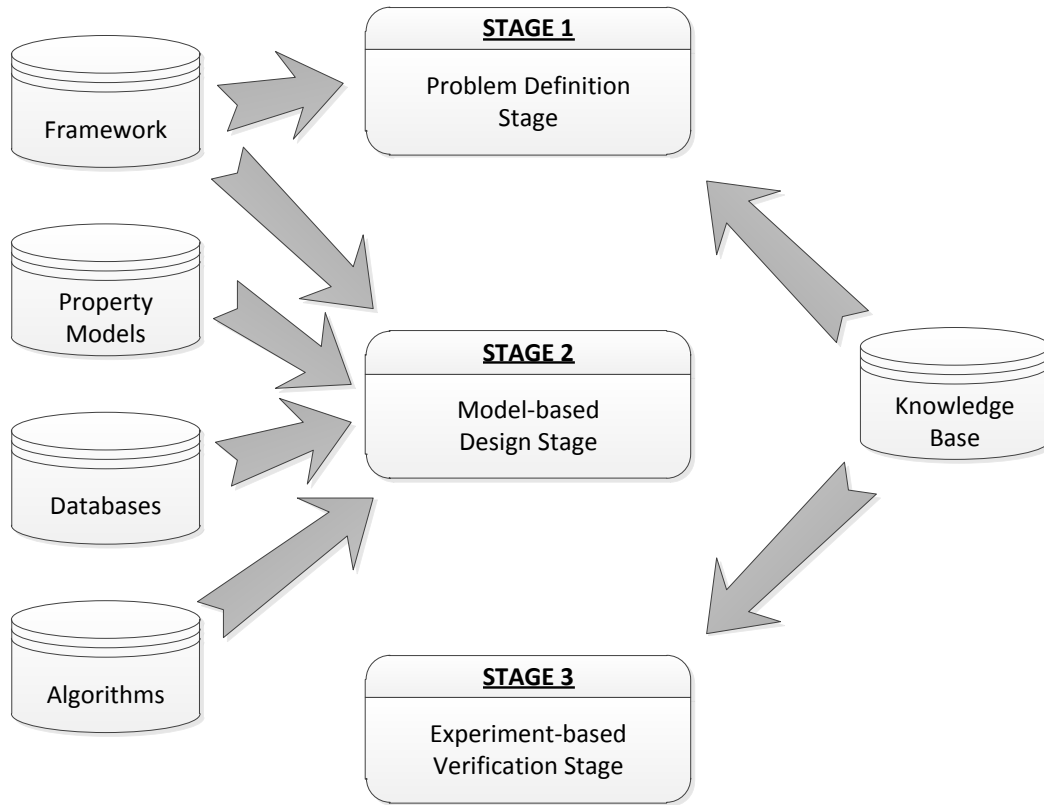 Framework
Property
Models
Databases
Algorithms
STAGE 1
Problem Definition
Stage
STAGE 2
Model-based
Design Stage
STAGE 3
Experiment-based
Verification Stage
Knowledge
Base